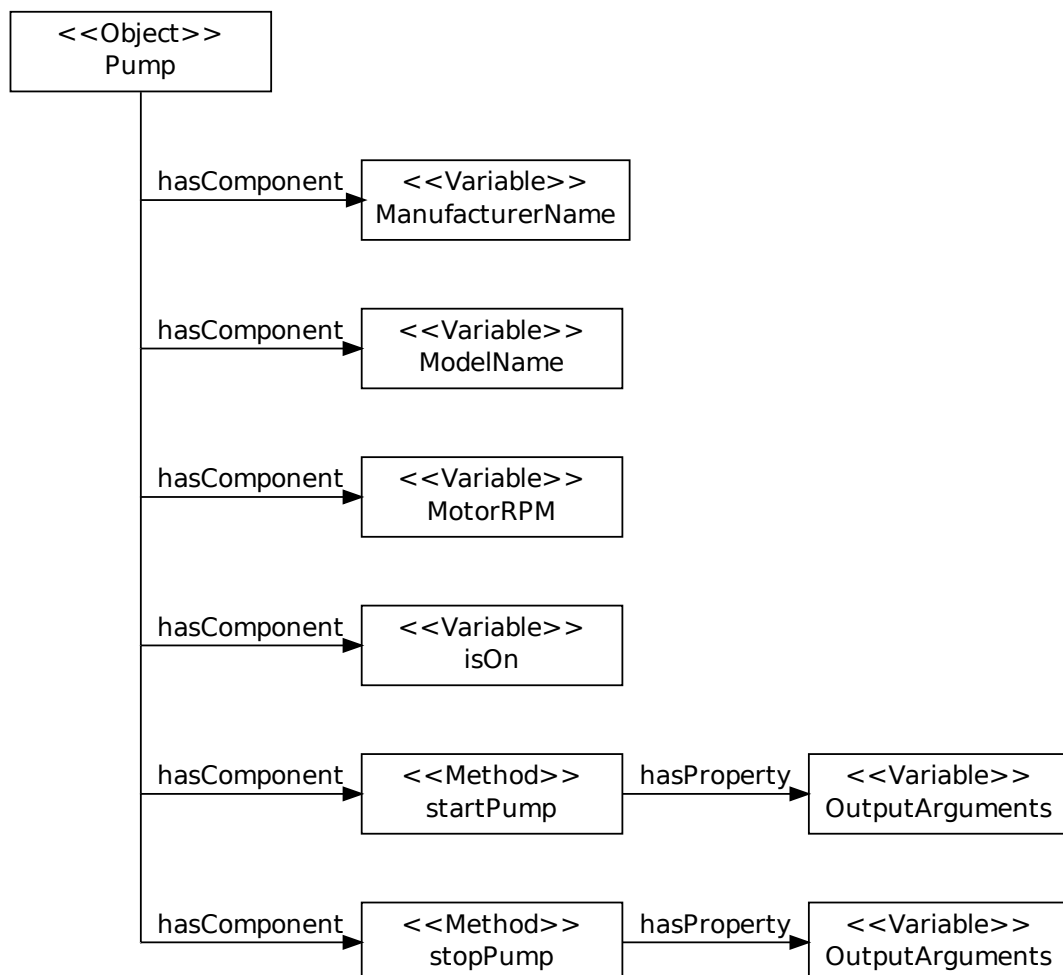 <<Object>>
Pump
hasComponent
<<Variable>>
ManufacturerName
hasComponent
<<Variable>>
ModelName
hasComponent
<<Variable>>
MotorRPM
hasComponent
<<Variable>>
isOn
hasComponent
<<Method>>
startPump
hasProperty
<<Variable>>
OutputArguments
hasComponent
<<Method>>
stopPump
hasProperty
<<Variable>>
OutputArguments